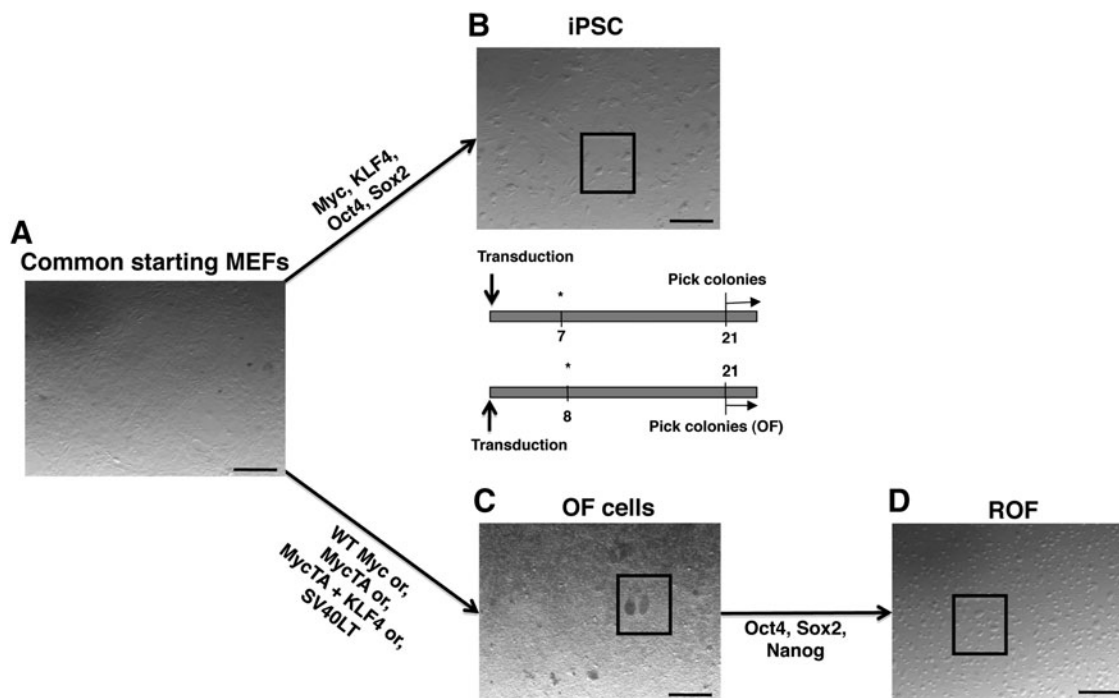 B
iPSC
Myc, KLF4,
Oct4, Sox2
A
Common starting MEFs
Transduction
Pick colonies
*
7
21
*
21
8
Pick colonies (OF)
Transduction
WT Myc or,
MycTA or,
MycTA + KLF4 or,
SV40LT
C
OF cells
Oct4, Sox2,
Nanog
D
ROF